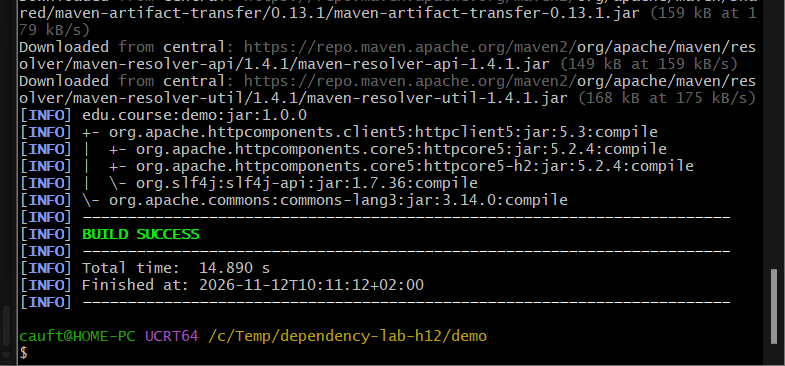 red/maven-artifact-transfer/0.13.1/maven-artifact-transfer-0.13.1.jar (159 kB at 1
79 kB/s)
Downloaded from central: https://repo.maven.apache.org/maven2/org/apache/maven/res
olver/maven-resolver-api/1.4.1/maven-resolver-api-1.4.1.jar (149 kB at 159 kB/s)
Downloaded from central: https://repo.maven.apache.org/maven2/org/apache/maven/res
olver/maven-resolver-util/1.4.1/maven-resolver-util-1.4.1.jar (168 kB at 175 kB/s)
[INFO] edu.course:demo:jar:1.0.0
[INFO] +- org.apache.httpcomponents.client5:httpclient5:jar:5.3:compile
[INFO] |  +- org.apache.httpcomponents.core5:httpcore5:jar:5.2.4:compile
[INFO] |  +- org.apache.httpcomponents.core5:httpcore5-h2:jar:5.2.4:compile
[INFO] |  \- org.slf4j:slf4j-api:jar:1.7.36:compile
[INFO] \- org.apache.commons:commons-lang3:jar:3.14.0:compile
[INFO] ------------------------------------------------------------------------
[INFO] BUILD SUCCESS
[INFO] ------------------------------------------------------------------------
[INFO] Total time:  14.890 s
[INFO] Finished at: 2026-11-12T10:11:12+02:00
[INFO] ------------------------------------------------------------------------
cauft@HOME-PC UCRT64 /c/Temp/dependency-lab-h12/demo
$